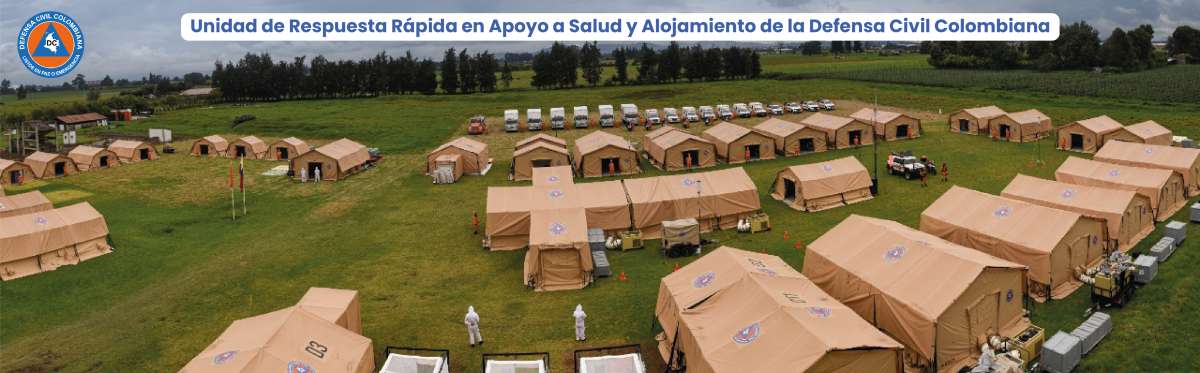 Unidad de Respuesta Rápida en Apoyo a Salud y Alojamiento de la Defensa Civil Colombiana
DEFENSA CIVIL COLOMBIANA
DC
LISTOS EN PAZ O EMERGENCIA
D3